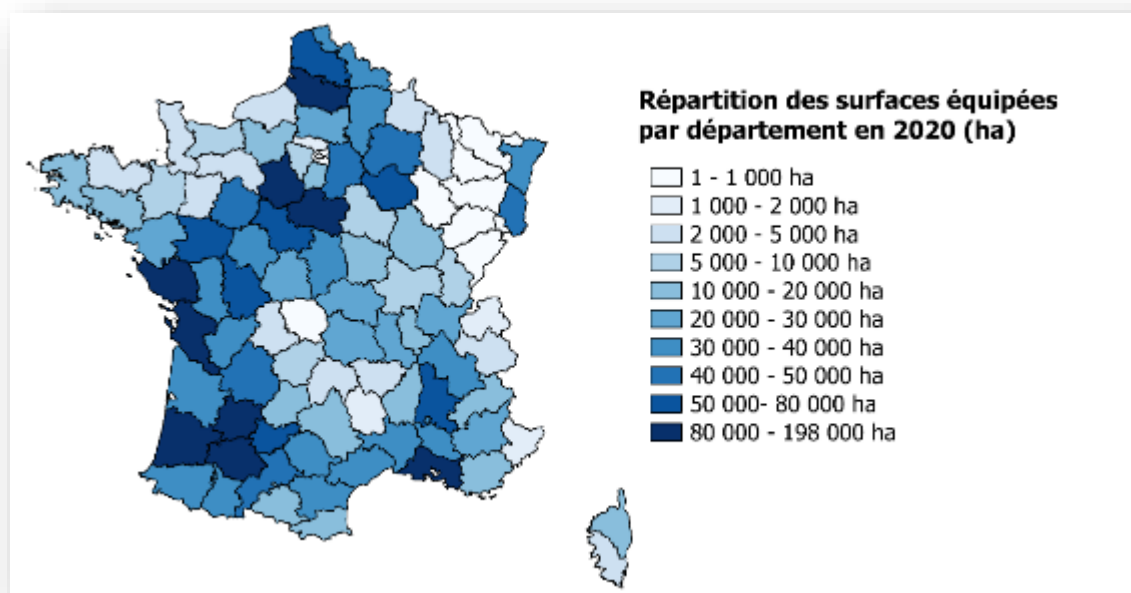 Répartition des surfaces équipées
par département en 2020 (ha)
1 - 1 000 ha
1 000 - 2 000 ha
2 000 - 5 000 ha
5 000 - 10 000 ha
10 000 - 20 000 ha
20 000 - 30 000 ha
30 000 - 40 000 ha
40 000 - 50 000 ha
50 000- 80 000 ha
80 000 - 198 000 ha